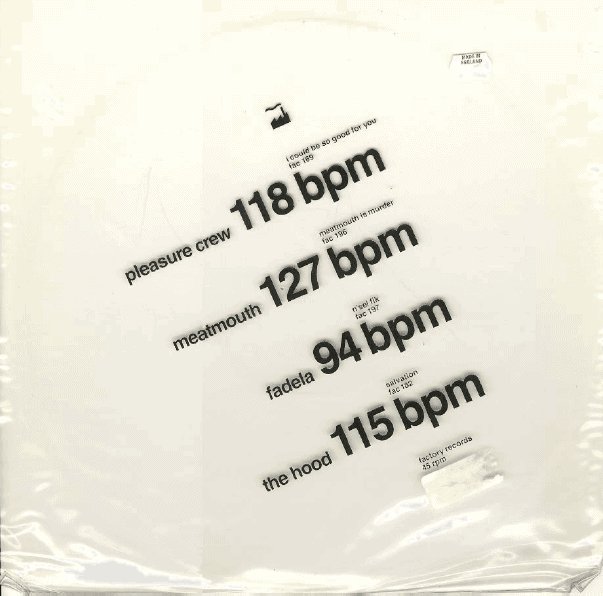 MADE IN
ENGLAND
i could be so good for you
fac 189
pleasure crew 118 bpm
meatmouth is murder
fac 196
meatmouth 127 bpm
n'sel fik
fac 197
fadela 94 bpm
salvation
fac 182
the hood 115 bpm
factory records
45 rpm